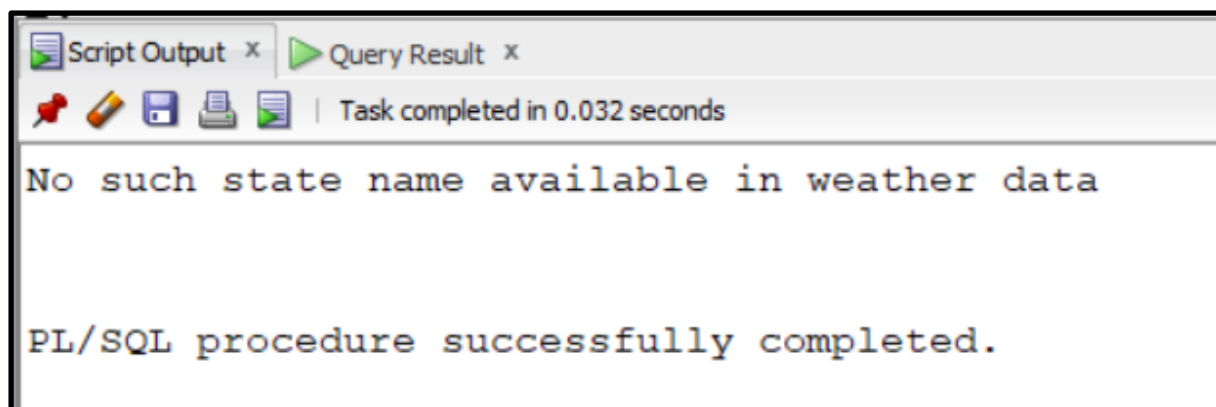 Script Output x Query Result x
Task completed in 0.032 seconds
No such state name available in weather data
PL/SQL procedure successfully completed.